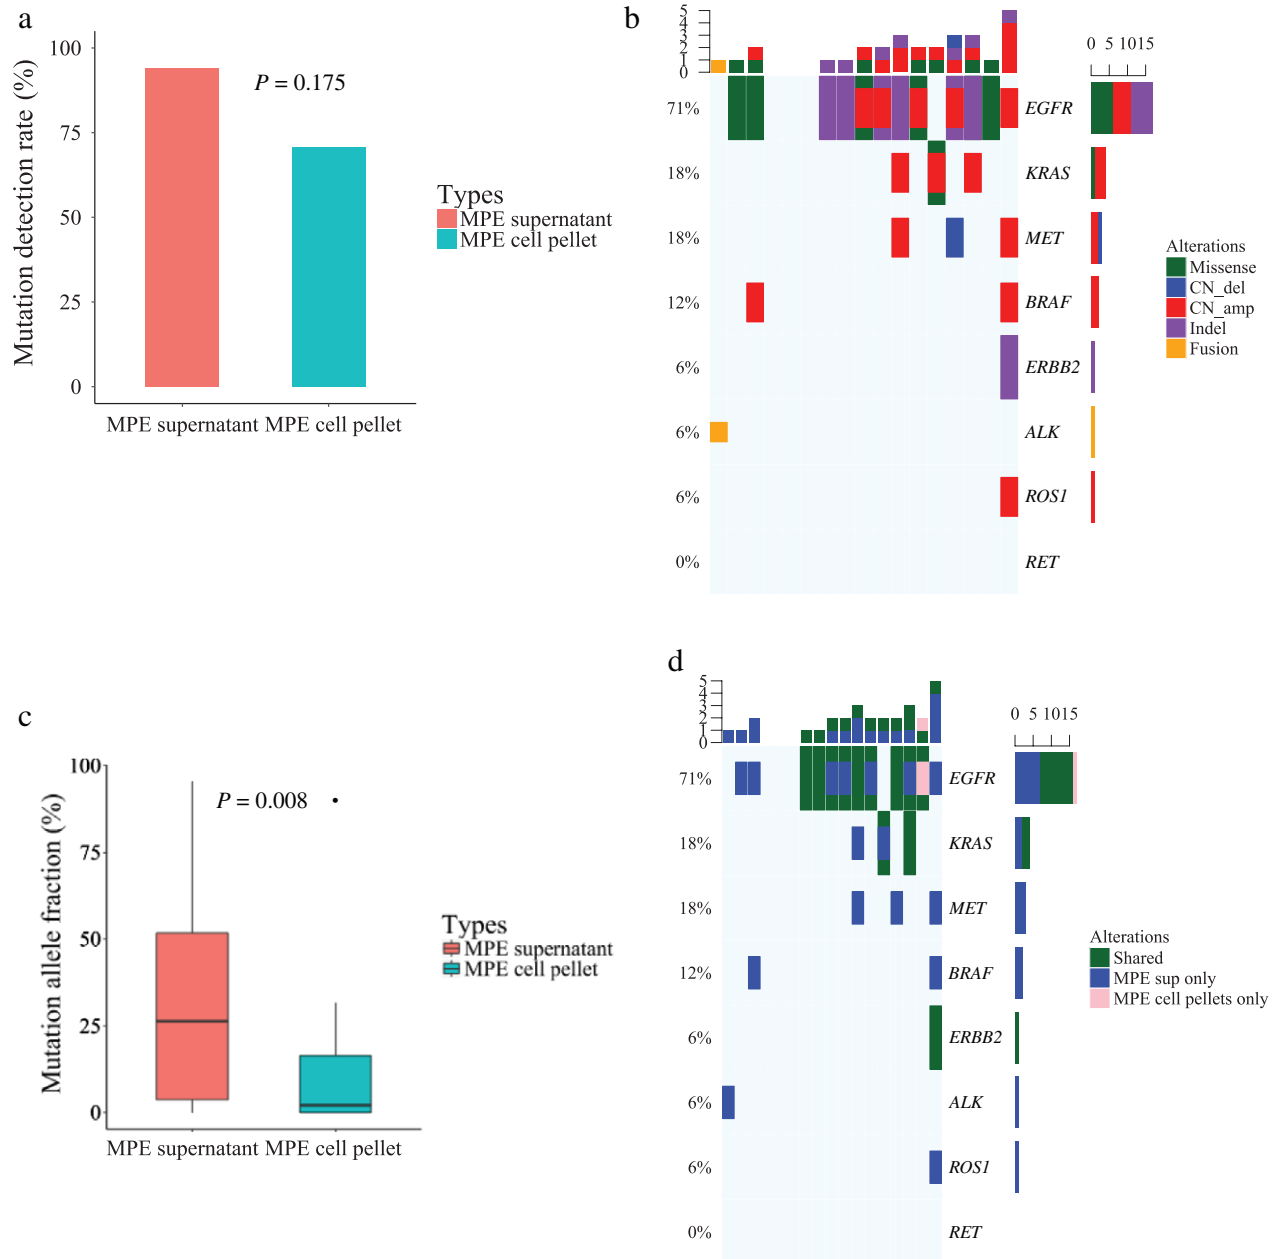 a
Mutation detection rate (%)
100
75
50
25
0
P = 0.175
MPE supernatant
MPE cell pellet
Types
MPE supernatant
MPE cell pellet
b
5
4
3
2
1
0
0 5 10 15
71%
EGFR
18%
KRAS
18%
MET
12%
BRAF
6%
ERBB2
6%
ALK
6%
ROS1
0%
RET
Alterations
Missense
CN_del
CN_amp
Indel
Fusion
c
Mutation allele fraction (%)
100
75
50
25
0
P = 0.008
MPE supernatant
MPE cell pellet
Types
MPE supernatant
MPE cell pellet
d
5
4
3
2
1
0
0 5 10 15
71%
EGFR
18%
KRAS
18%
MET
12%
BRAF
6%
ERBB2
6%
ALK
6%
ROS1
0%
RET
Alterations
Shared
MPE sup only
MPE cell pellets only